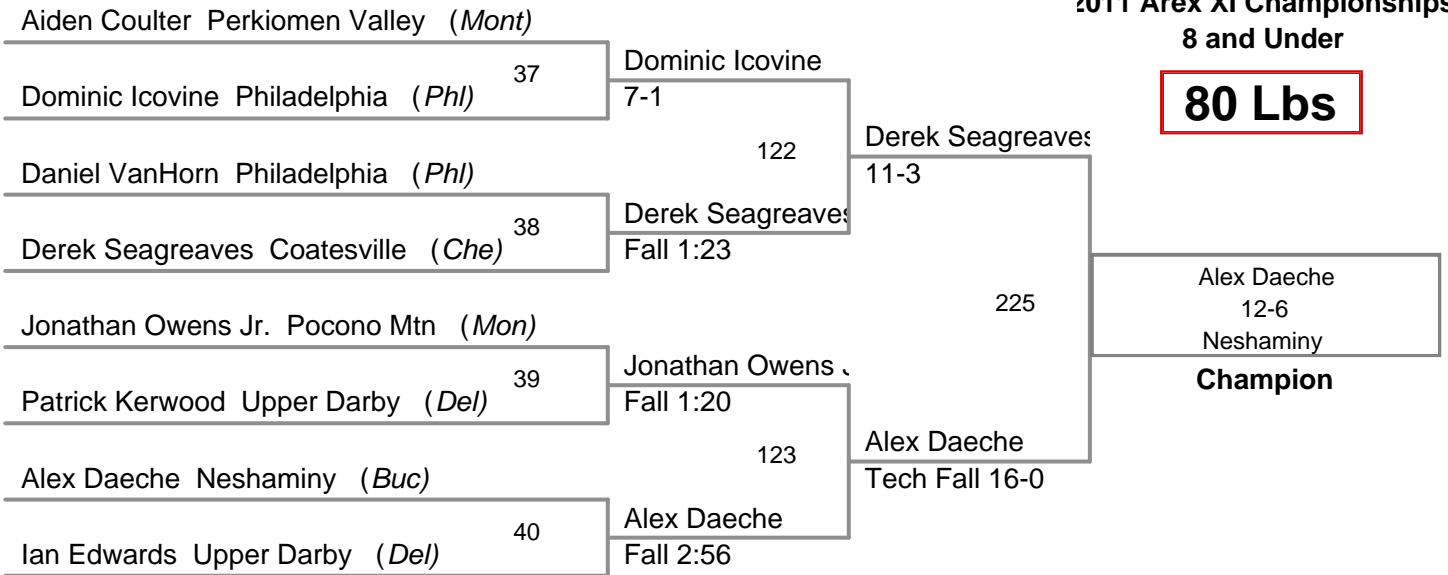 2011 Arex XI Championships
8 and Under
80 Lbs
Aiden Coulter Perkiomen Valley (Mont)
37
Dominic Icovine Philadelphia (Phl)
Dominic Icovine
7-1
122
Daniel VanHorn Philadelphia (Phl)
38
Derek Seagreaves Coatesville (Che)
Derek Seagreaves
Fall 1:23
Derek Seagreaves
11-3
225
Jonathan Owens Jr. Pocono Mtn (Mon)
39
Patrick Kerwood Upper Darby (Del)
Jonathan Owens J
Fall 1:20
123
Alex Daeche Neshaminy (Buc)
40
Ian Edwards Upper Darby (Del)
Alex Daeche
Fall 2:56
Alex Daeche
Tech Fall 16-0
Alex Daeche
12-6
Neshaminy
Champion